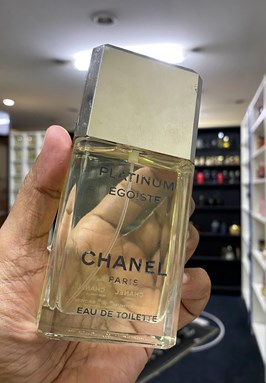 PLATINUM
ÉGOÏSTE
CHANEL
PARIS
EAU DE TOILETTE